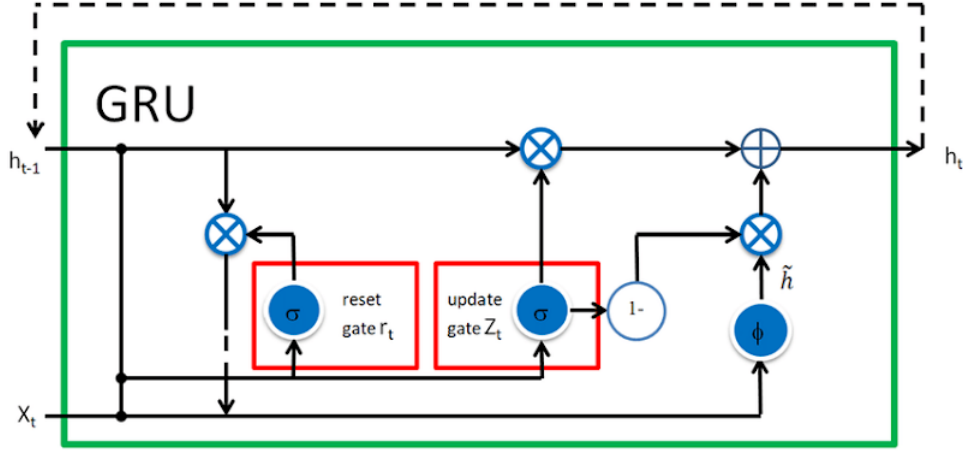 GRU
h_{t-1}
h_t
reset
gate r_t
σ
update
gate Z_t
σ
1-
h̃
ϕ
X_t